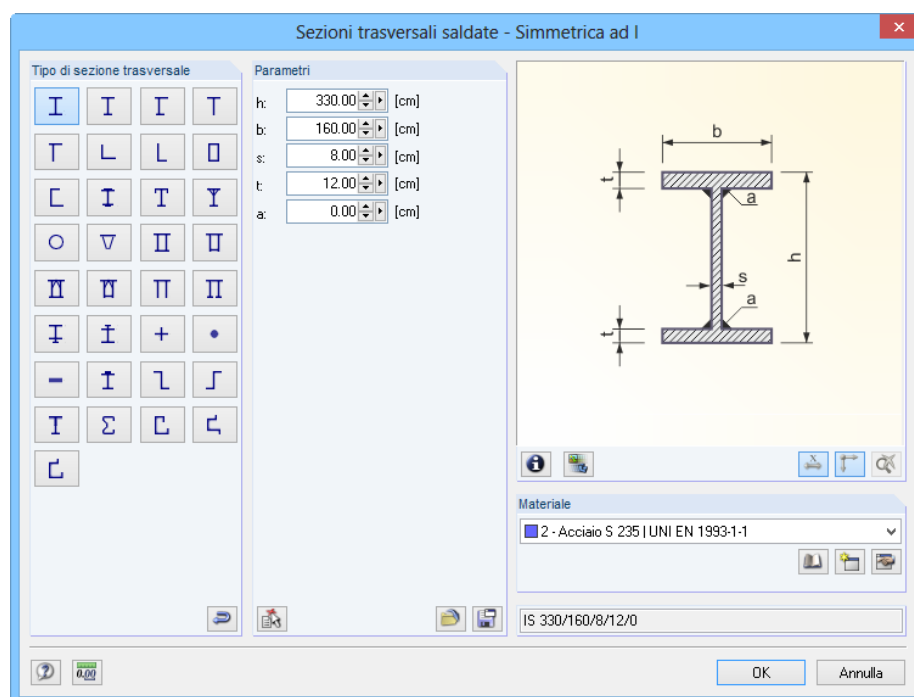 Sezioni trasversali saldate - Simmetrica ad I
Tipo di sezione trasversale
Parametri
h: 330.00 [cm]
b: 160.00 [cm]
s: 8.00 [cm]
t: 12.00 [cm]
a: 0.00 [cm]
b
t
a
h
s
a
t
Materiale
2 - Acciaio S 235 | UNI EN 1993-1-1
IS 330/160/8/12/0
0.00
OK
Annulla